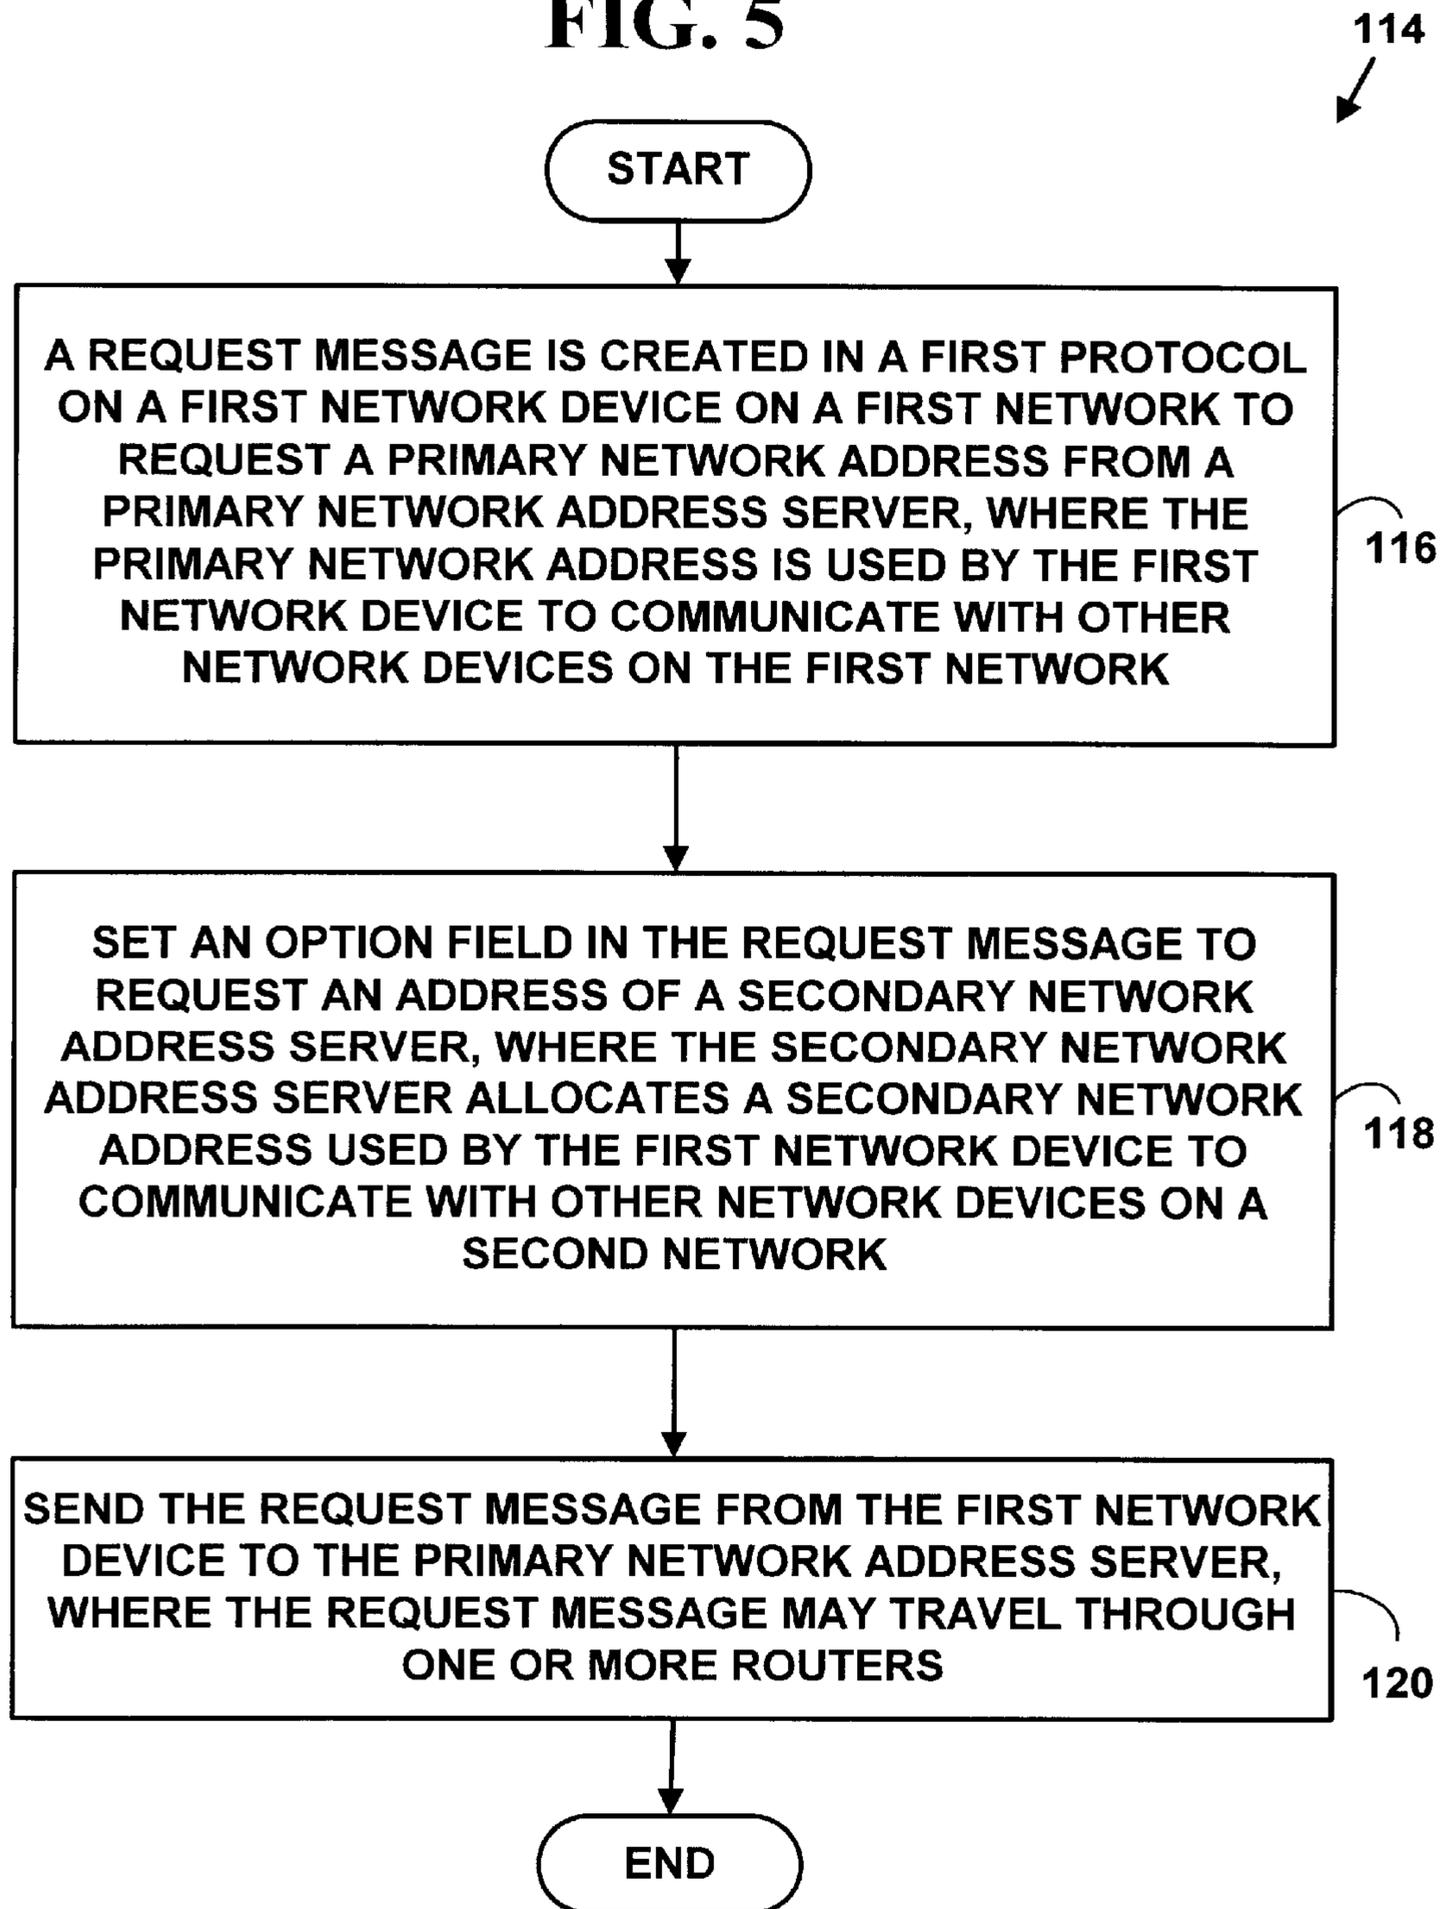 FIG. 5
114
START
A REQUEST MESSAGE IS CREATED IN A FIRST PROTOCOL
ON A FIRST NETWORK DEVICE ON A FIRST NETWORK TO
REQUEST A PRIMARY NETWORK ADDRESS FROM A
PRIMARY NETWORK ADDRESS SERVER, WHERE THE
PRIMARY NETWORK ADDRESS IS USED BY THE FIRST
NETWORK DEVICE TO COMMUNICATE WITH OTHER
NETWORK DEVICES ON THE FIRST NETWORK
116
SET AN OPTION FIELD IN THE REQUEST MESSAGE TO
REQUEST AN ADDRESS OF A SECONDARY NETWORK
ADDRESS SERVER, WHERE THE SECONDARY NETWORK
ADDRESS SERVER ALLOCATES A SECONDARY NETWORK
ADDRESS USED BY THE FIRST NETWORK DEVICE TO
COMMUNICATE WITH OTHER NETWORK DEVICES ON A
SECOND NETWORK
118
SEND THE REQUEST MESSAGE FROM THE FIRST NETWORK
DEVICE TO THE PRIMARY NETWORK ADDRESS SERVER,
WHERE THE REQUEST MESSAGE MAY TRAVEL THROUGH
ONE OR MORE ROUTERS
120
END